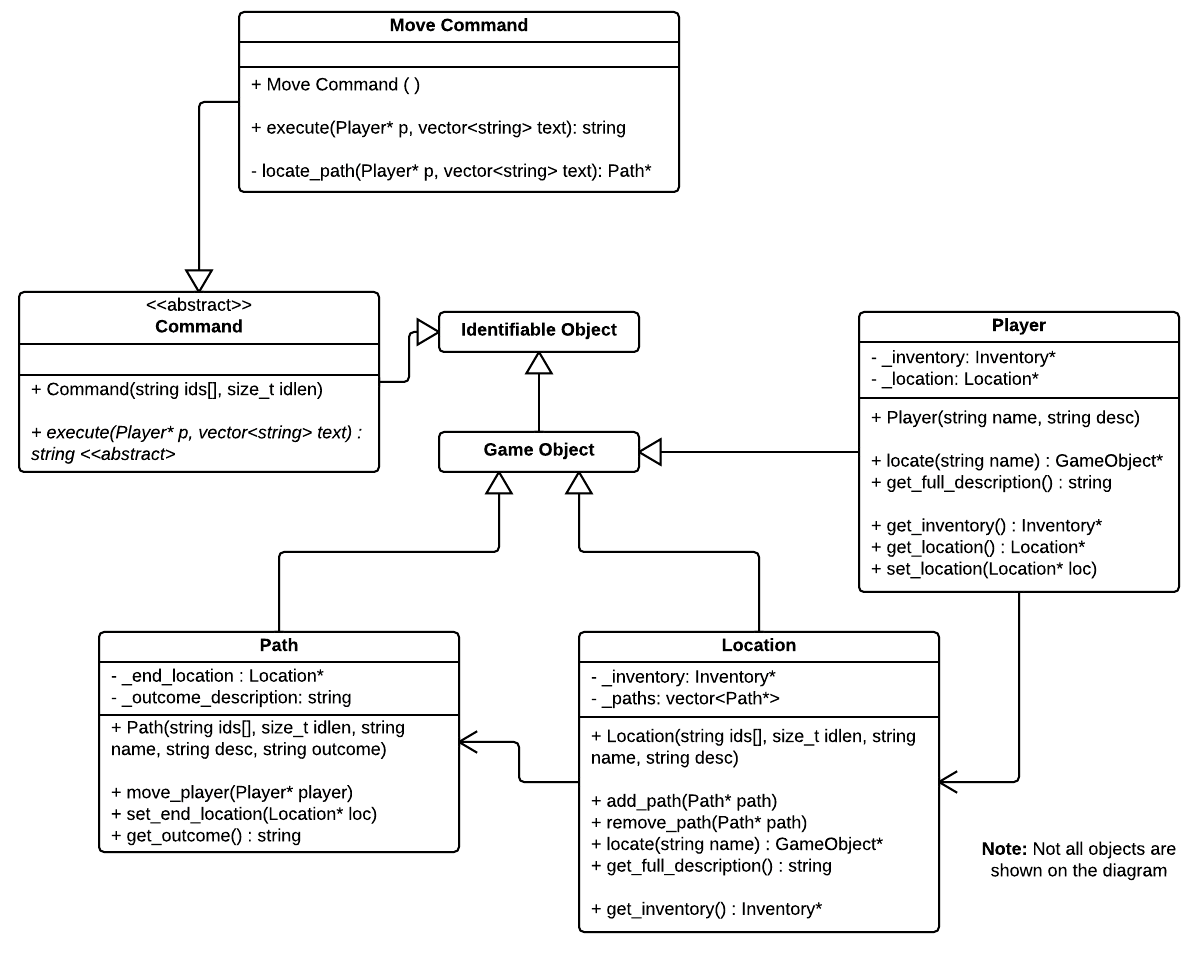 Move Command
+ Move Command ( )
+ execute(Player* p, vector<string> text): string
- locate_path(Player* p, vector<string> text): Path*
<<abstract>>
Command
+ Command(string ids[], size_t idlen)
+ execute(Player* p, vector<string> text) :
string <<abstract>
Identifiable Object
Game Object
Player
- _inventory: Inventory*
- _location: Location*
+ Player(string name, string desc)
+ locate(string name) : GameObject*
+ get_full_description() : string
+ get_inventory() : Inventory*
+ get_location() : Location*
+ set_location(Location* loc)
Path
- _end_location : Location*
- _outcome_description: string
+ Path(string ids[], size_t idlen, string
name, string desc, string outcome)
+ move_player(Player* player)
+ set_end_location(Location* loc)
+ get_outcome() : string
Location
- _inventory: Inventory*
- _paths: vector<Path*>
+ Location(string ids[], size_t idlen, string
name, string desc)
+ add_path(Path* path)
+ remove_path(Path* path)
+ locate(string name) : GameObject*
+ get_full_description() : string
+ get_inventory() : Inventory*
Note: Not all objects are
shown on the diagram